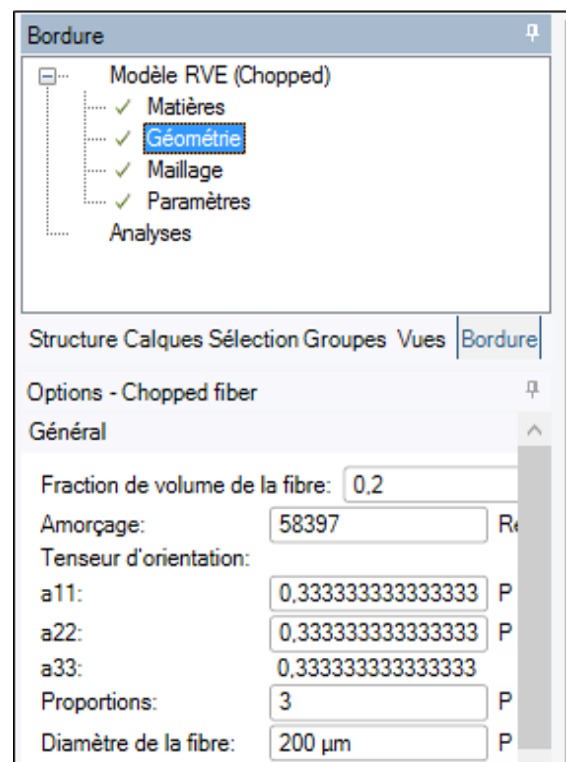 Bordure
Modèle RVE (Chopped)
Matières
Géométrie
Maillage
Paramètres
Analyses
Structure Calques Sélection Groupes Vues Bordure
Options - Chopped fiber
Général
Fraction de volume de la fibre: 0,2
Amorçage: 58397 Re
Tenseur d'orientation:
a11: 0,333333333333333 P
a22: 0,333333333333333 P
a33: 0,333333333333333
Proportions: 3 P
Diamètre de la fibre: 200 µm P